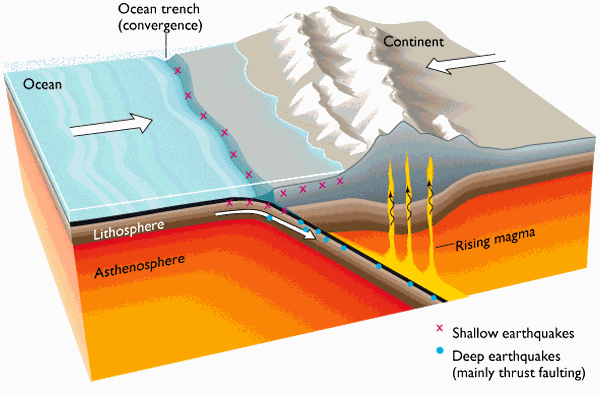 Ocean trench
(convergence)
Continent
Ocean
Lithosphere
Asthenosphere
Rising magma
Shallow earthquakes
Deep earthquakes
(mainly thrust faulting)